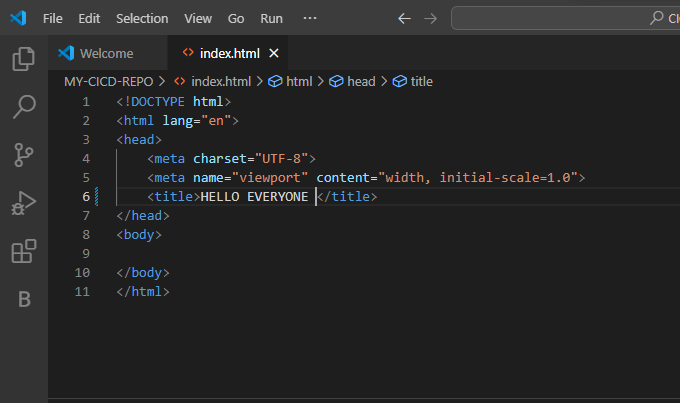 File Edit Selection View Go Run ··· ← →
Welcome index.html ×
MY-CICD-REPO > index.html > html > head > title
1 <!DOCTYPE html>
2 <html lang="en">
3 <head>
4 <meta charset="UTF-8">
5 <meta name="viewport" content="width, initial-scale=1.0">
6 <title>HELLO EVERYONE </title>
7 </head>
8 <body>
9
10 </body>
11 </html>
B